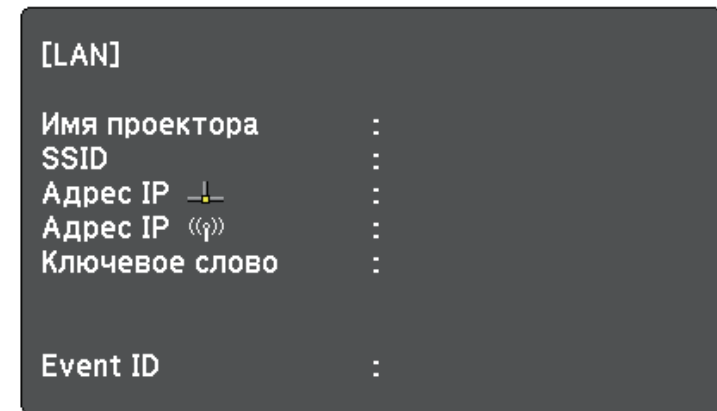 [LAN]
Имя проектора :
SSID :
Адрес IP :
Адрес IP :
Ключевое слово :
Event ID :